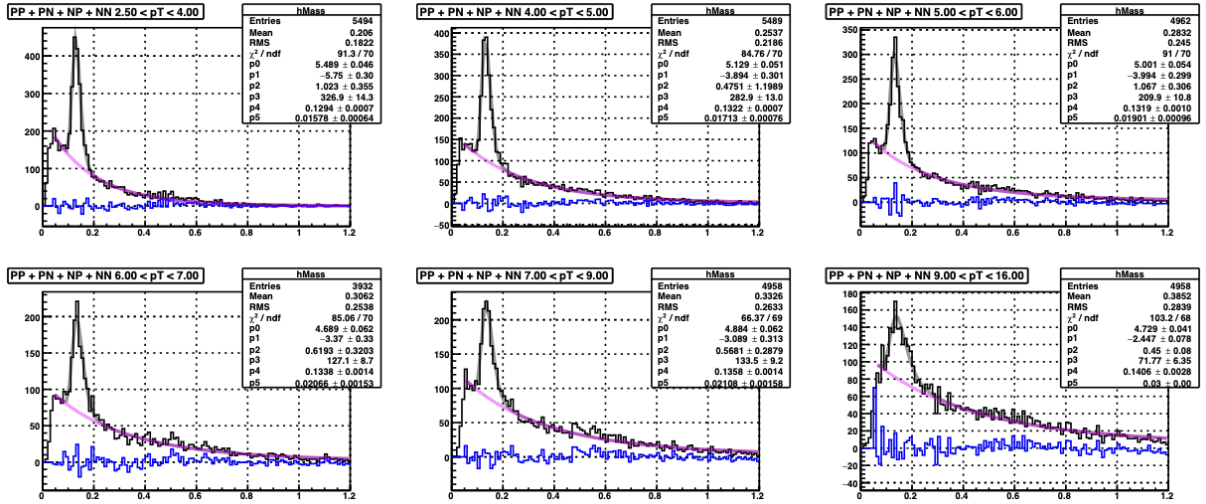 PP + PN + NP + NN 2.50 < pT < 4.00
hMass
Entries 5494
Mean 0.206
RMS 0.1822
χ² / ndf 91.3 / 70
p0 5.489 ± 0.046
p1 −5.75 ± 0.30
p2 1.023 ± 0.355
p3 326.9 ± 14.3
p4 0.1294 ± 0.0007
p5 0.01578 ± 0.00064
400
300
200
100
0
0 0.2 0.4 0.6 0.8 1 1.2
PP + PN + NP + NN 4.00 < pT < 5.00
hMass
Entries 5489
Mean 0.2537
RMS 0.2186
χ² / ndf 84.76 / 70
p0 5.129 ± 0.051
p1 −3.894 ± 0.301
p2 0.4751 ± 1.1989
p3 282.9 ± 13.0
p4 0.1322 ± 0.0007
p5 0.01713 ± 0.00076
400
350
300
250
200
150
100
50
0
−50
0 0.2 0.4 0.6 0.8 1 1.2
PP + PN + NP + NN 5.00 < pT < 6.00
hMass
Entries 4962
Mean 0.2832
RMS 0.245
χ² / ndf 91 / 70
p0 5.001 ± 0.054
p1 −3.994 ± 0.299
p2 1.067 ± 0.306
p3 209.9 ± 10.8
p4 0.1319 ± 0.0010
p5 0.01901 ± 0.00096
350
300
250
200
150
100
50
0
0 0.2 0.4 0.6 0.8 1 1.2
PP + PN + NP + NN 6.00 < pT < 7.00
hMass
Entries 3932
Mean 0.3062
RMS 0.2538
χ² / ndf 85.06 / 70
p0 4.689 ± 0.062
p1 −3.37 ± 0.33
p2 0.6193 ± 0.3203
p3 127.1 ± 8.7
p4 0.1338 ± 0.0014
p5 0.02066 ± 0.00153
200
150
100
50
0
0 0.2 0.4 0.6 0.8 1 1.2
PP + PN + NP + NN 7.00 < pT < 9.00
hMass
Entries 4958
Mean 0.3326
RMS 0.2633
χ² / ndf 66.37 / 69
p0 4.884 ± 0.062
p1 −3.089 ± 0.313
p2 0.5681 ± 0.2879
p3 133.5 ± 9.2
p4 0.1358 ± 0.0014
p5 0.02108 ± 0.00158
200
150
100
50
0
0 0.2 0.4 0.6 0.8 1 1.2
PP + PN + NP + NN 9.00 < pT < 16.00
hMass
Entries 4958
Mean 0.3852
RMS 0.2839
χ² / ndf 103.2 / 68
p0 4.729 ± 0.041
p1 −2.447 ± 0.078
p2 0.45 ± 0.08
p3 71.77 ± 6.35
p4 0.1406 ± 0.0028
p5 0.03 ± 0.00
180
160
140
120
100
80
60
40
20
0
−20
−40
0 0.2 0.4 0.6 0.8 1 1.2